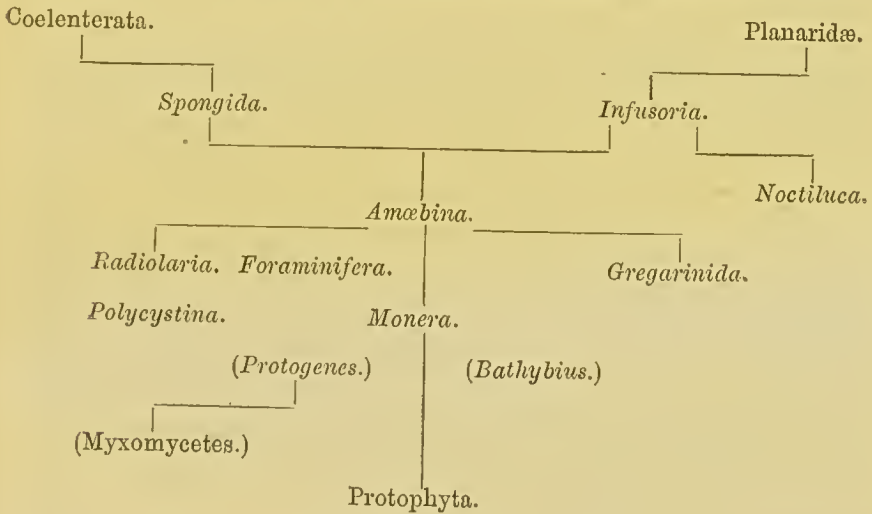 Coelenterata.
Planaridæ.
Spongida.
Infusoria.
Noctiluca.
Amœbina.
Radiolaria. Foraminifera.
Gregarinida.
Polycystina.
Monera.
(Protogenes.)
(Bathybius.)
(Myxomycetes.)
Protophyta.